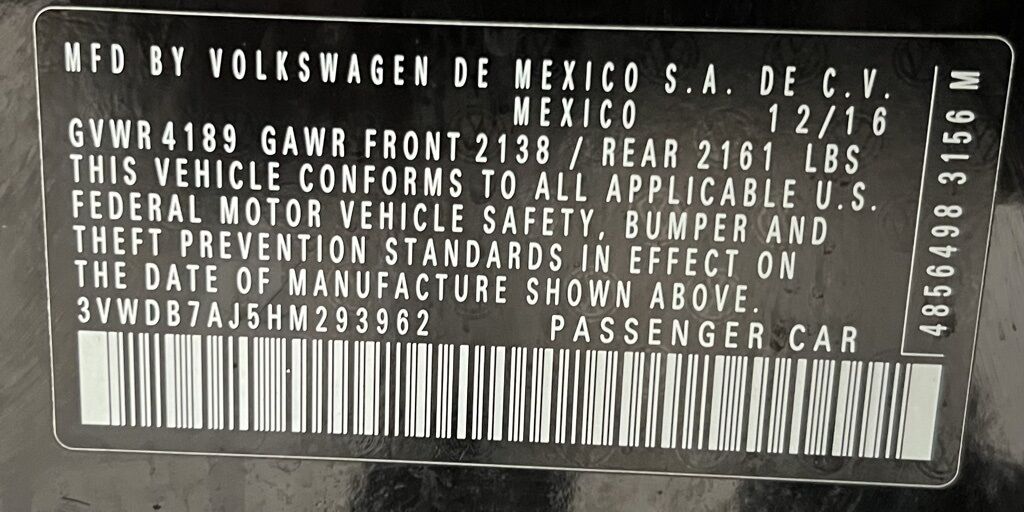 MFD BY VOLKSWAGEN DE MEXICO S.A. DE C.V.
MEXICO 12/16
GVWR 4189 GAWR FRONT 2138 / REAR 2161 LBS
THIS VEHICLE CONFORMS TO ALL APPLICABLE U.S.
FEDERAL MOTOR VEHICLE SAFETY, BUMPER AND
THEFT PREVENTION STANDARDS IN EFFECT ON
THE DATE OF MANUFACTURE SHOWN ABOVE.
3VWDB7AJ5HM293962 PASSENGER CAR
4856498 3156 M